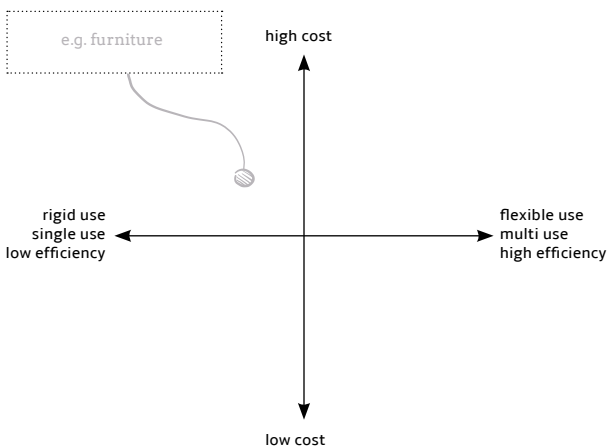 e.g. furniture
high cost
rigid use
single use
low efficiency
flexible use
multi use
high efficiency
low cost